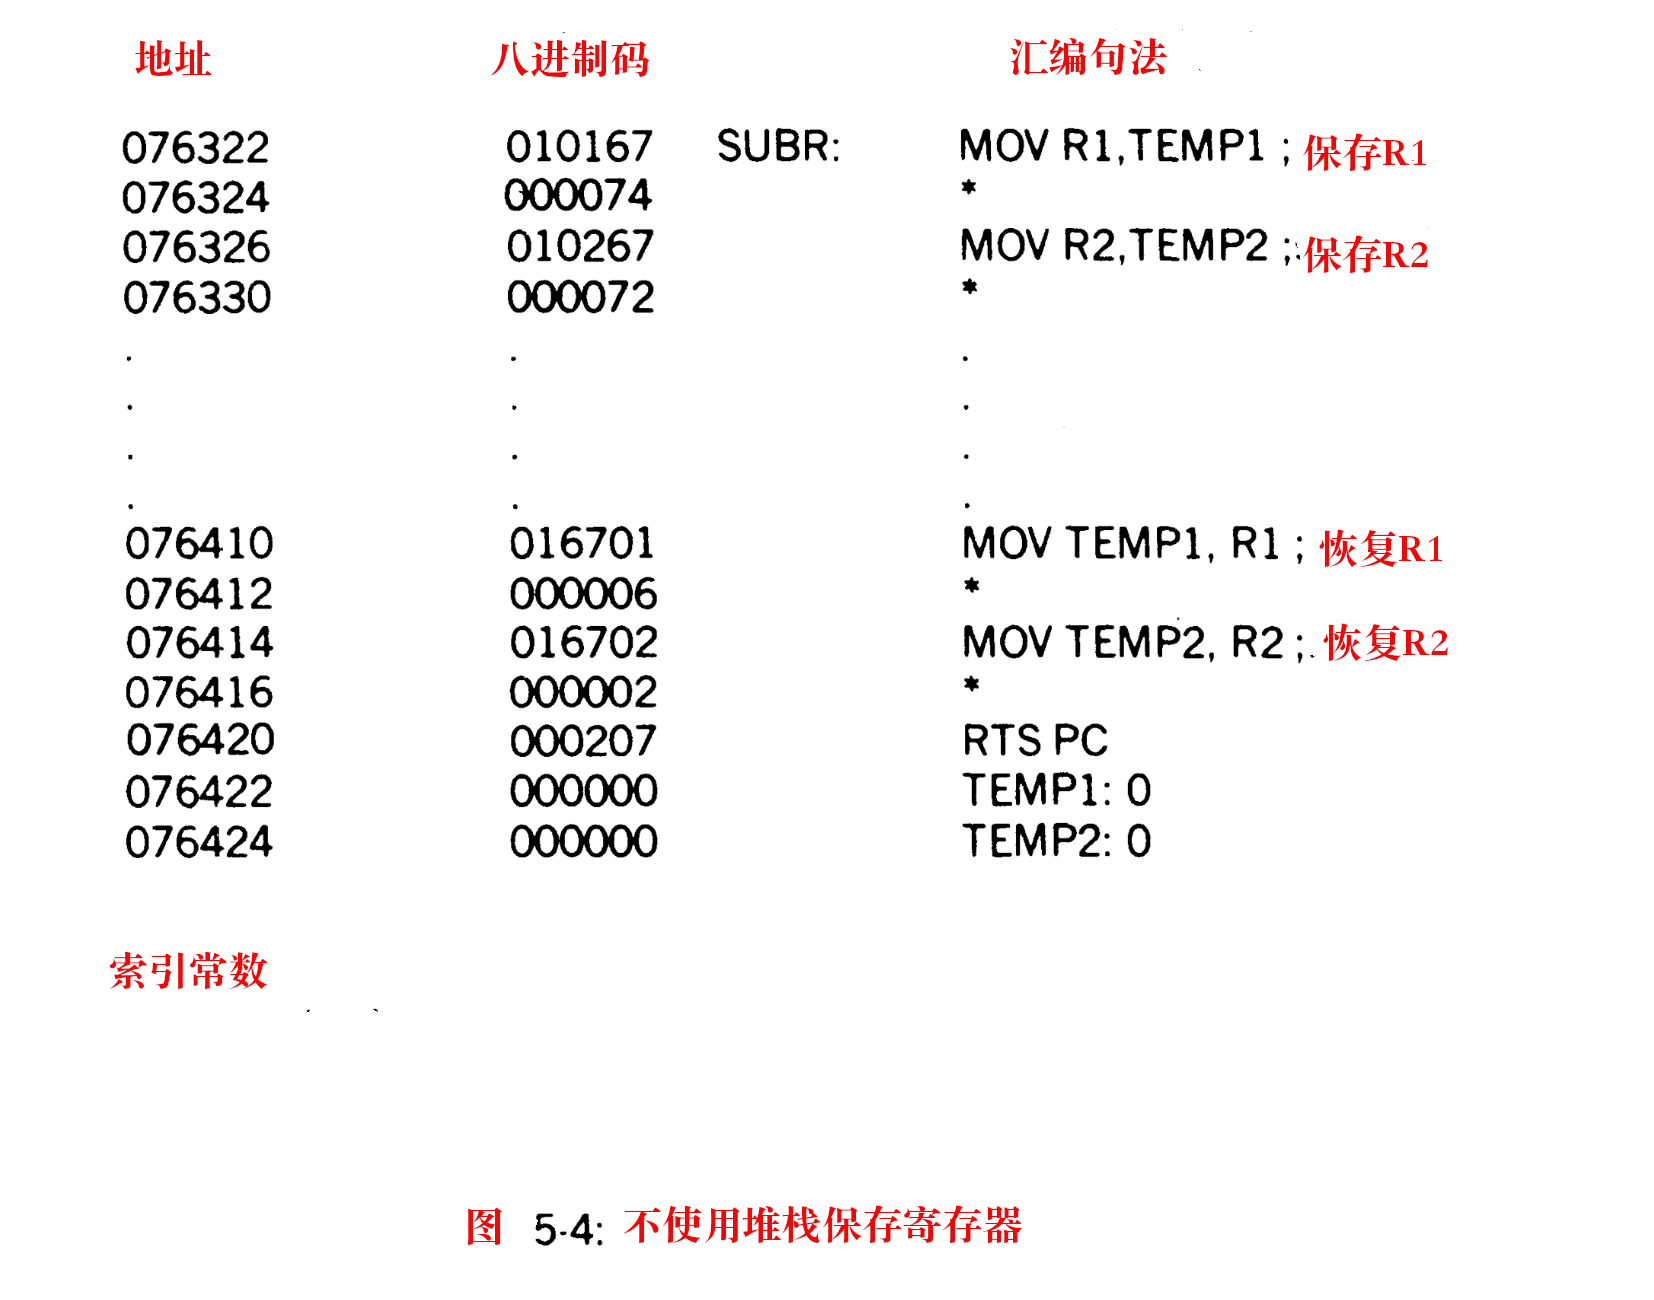 地址 八进制码 汇编句法
076322 010167 SUBR: MOV R1,TEMP1 ; 保存R1
076324 000074 *
076326 010267 MOV R2,TEMP2 ; 保存R2
076330 000072 *
. . .
. . .
. . .
. . .
076410 016701 MOV TEMP1, R1 ; 恢复R1
076412 000006 *
076414 016702 MOV TEMP2, R2 ; 恢复R2
076416 000002 *
076420 000207 RTS PC
076422 000000 TEMP1: 0
076424 000000 TEMP2: 0
索引常数
图 5-4: 不使用堆栈保存寄存器